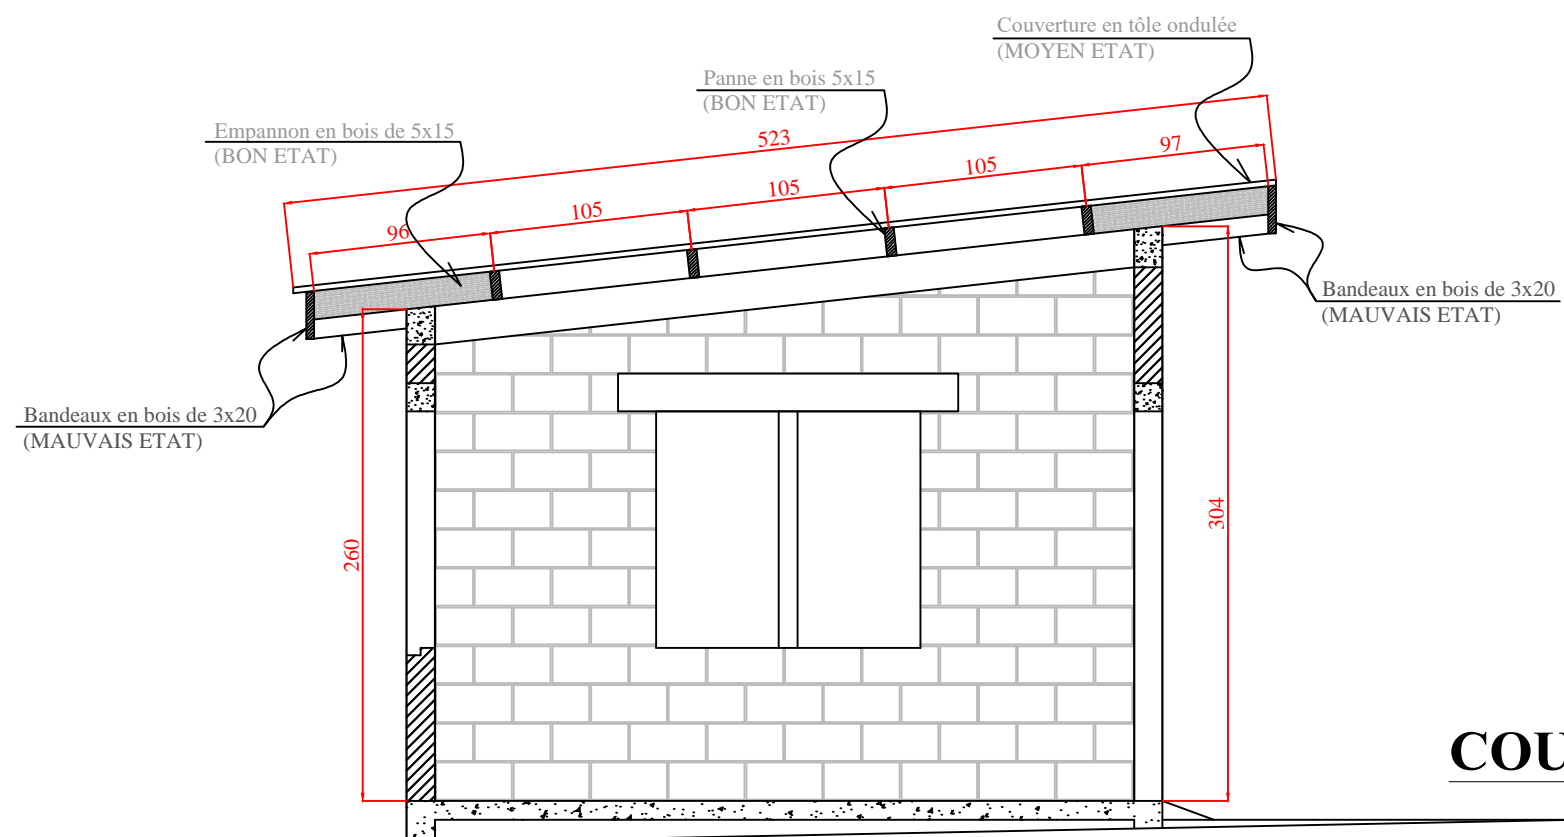 Couverture en tôle ondulée
(MOYEN ETAT)
Panne en bois 5x15
(BON ETAT)
Empannon en bois de 5x15
(BON ETAT)
523
97
105
105
105
96
Bandeaux en bois de 3x20
(MAUVAIS ETAT)
Bandeaux en bois de 3x20
(MAUVAIS ETAT)
260
304
COU